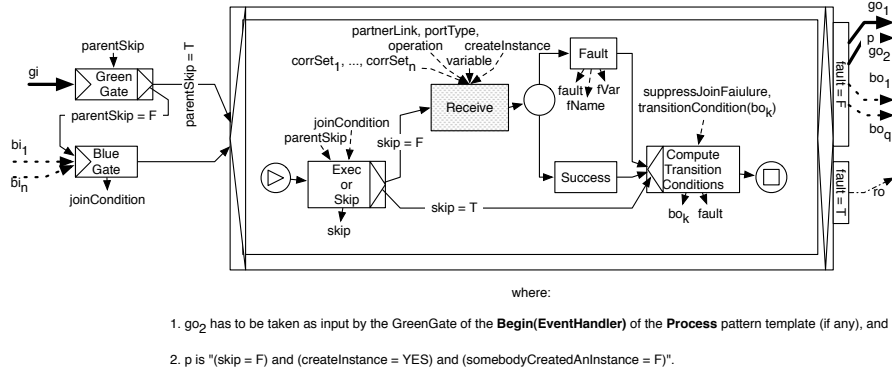 go1
p
go2
bo1
boq
ro
fault = F
fault = T
parentSkip
gi
Green
Gate
parentSkip = T
parentSkip = F
bi1
bin
Blue
Gate
joinCondition
partnerLink, portType,
operation
createInstance
corrSet1, ..., corrSetn
variable
Receive
Fault
fault
fName
fVar
Success
joinCondition
parentSkip
Exec
or
Skip
skip
skip = F
skip = T
suppressJoinFaiulure,
transitionCondition(bok)
Compute
Transition
Conditions
bok
fault
where:
1. go2 has to be taken as input by the GreenGate of the Begin(EventHandler) of the Process pattern template (if any), and
2. p is "(skip = F) and (createInstance = YES) and (somebodyCreatedAnInstance = F)".